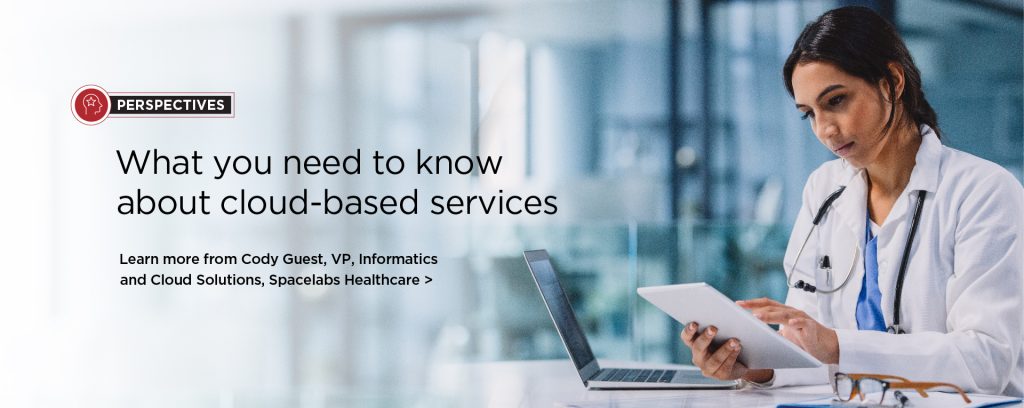 PERSPECTIVES
What you need to know
about cloud-based services
Learn more from Cody Guest, VP, Informatics
and Cloud Solutions, Spacelabs Healthcare >